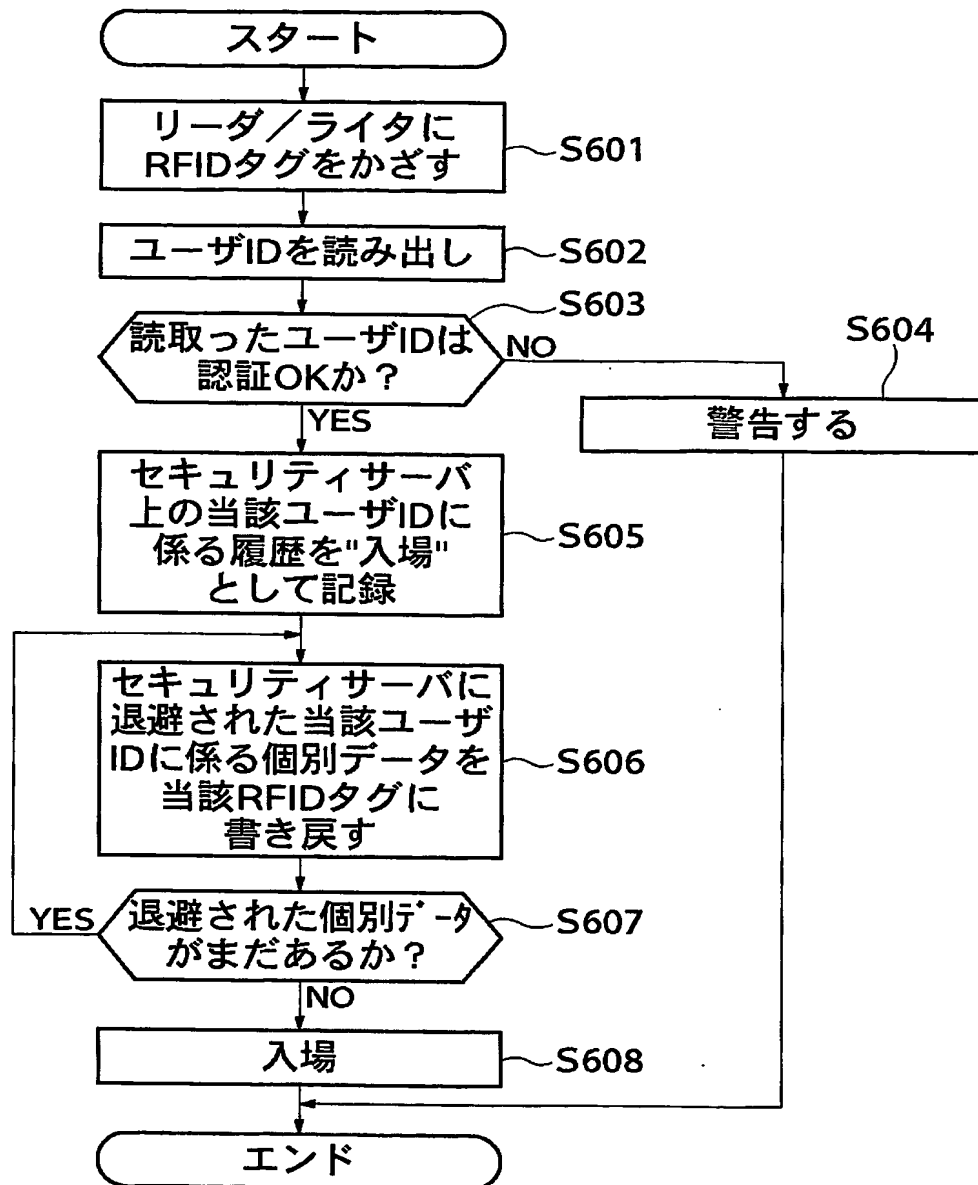 スタート
リーダ／ライタに
RFIDタグをかざす
S601
ユーザIDを読み出し
S602
S603
読取ったユーザIDは
認証OKか？
NO
YES
S604
警告する
セキュリティサーバ
上の当該ユーザIDに
係る履歴を"入場"
として記録
S605
セキュリティサーバに
退避された当該ユーザ
IDに係る個別データを
当該RFIDタグに
書き戻す
S606
YES
退避された個別ﾃﾞｰﾀ
がまだあるか？
S607
NO
入場
S608
エンド